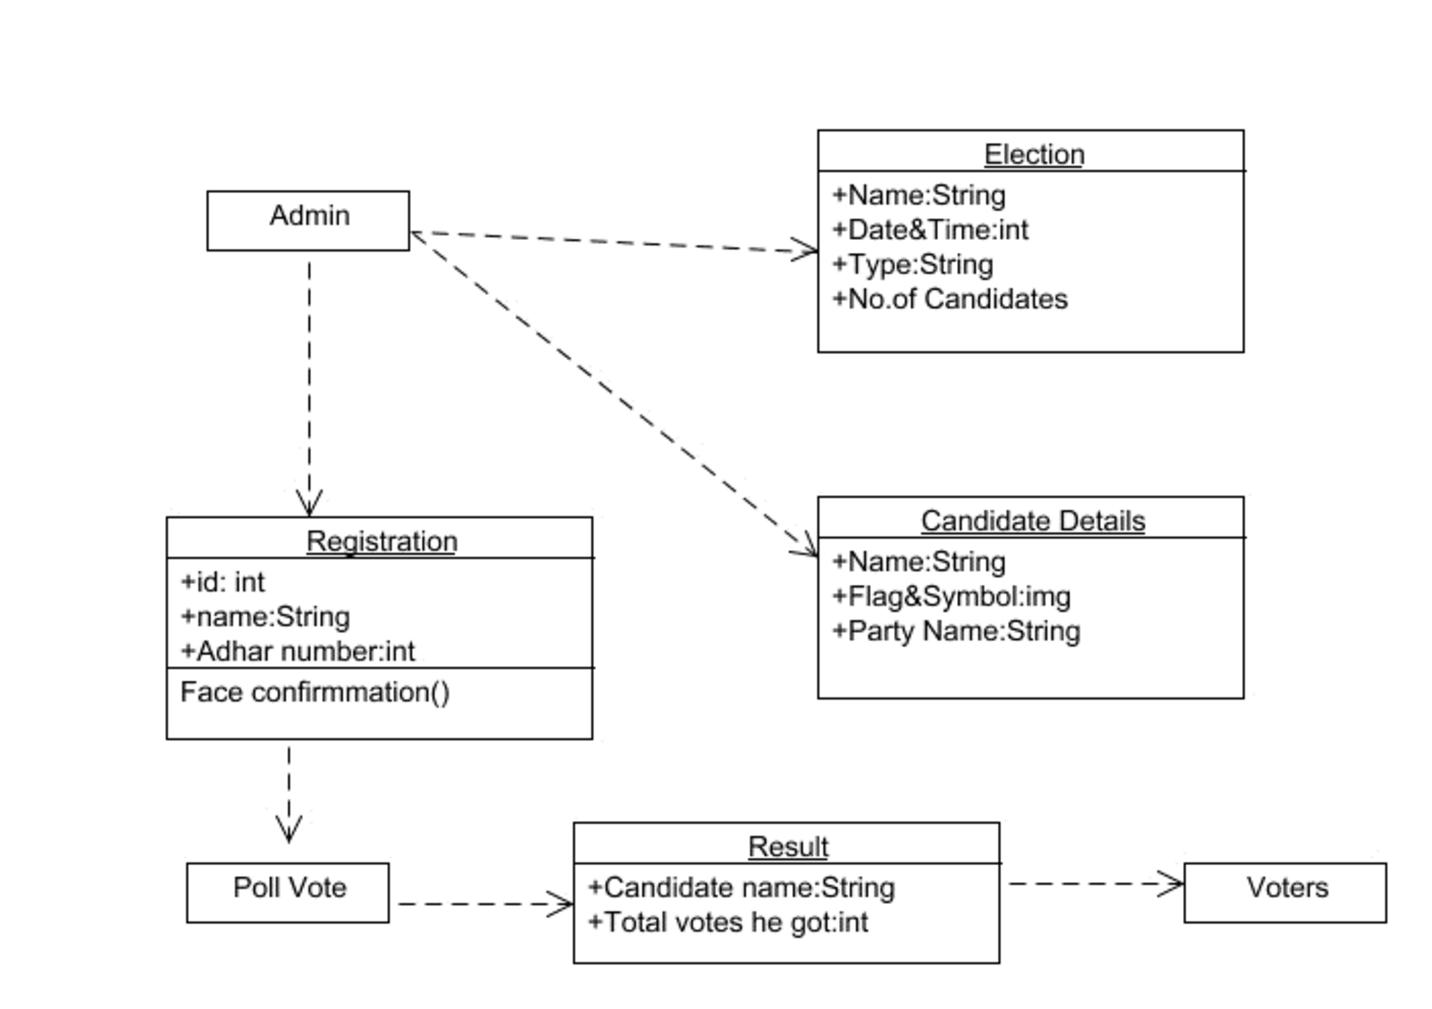 Admin
Election
+Name:String
+Date&Time:int
+Type:String
+No.of Candidates
Registration
+id: int
+name:String
+Adhar number:int
Face confirmmation()
Candidate Details
+Name:String
+Flag&Symbol:img
+Party Name:String
Poll Vote
Result
+Candidate name:String
+Total votes he got:int
Voters